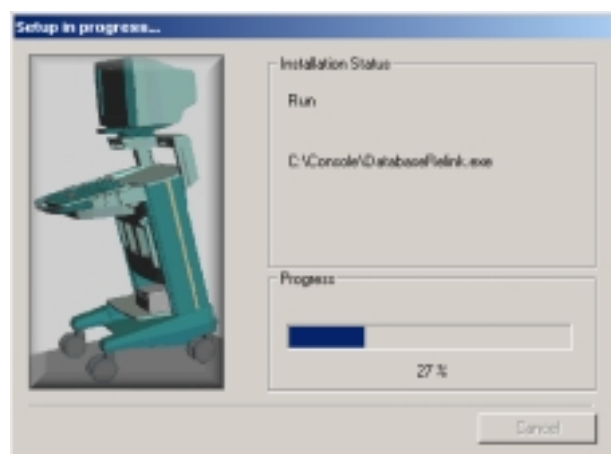 Setup in progress...
Installation Status
Run
C:\Console\DatabaseRelink.exe
Progress
27 %
Cancel